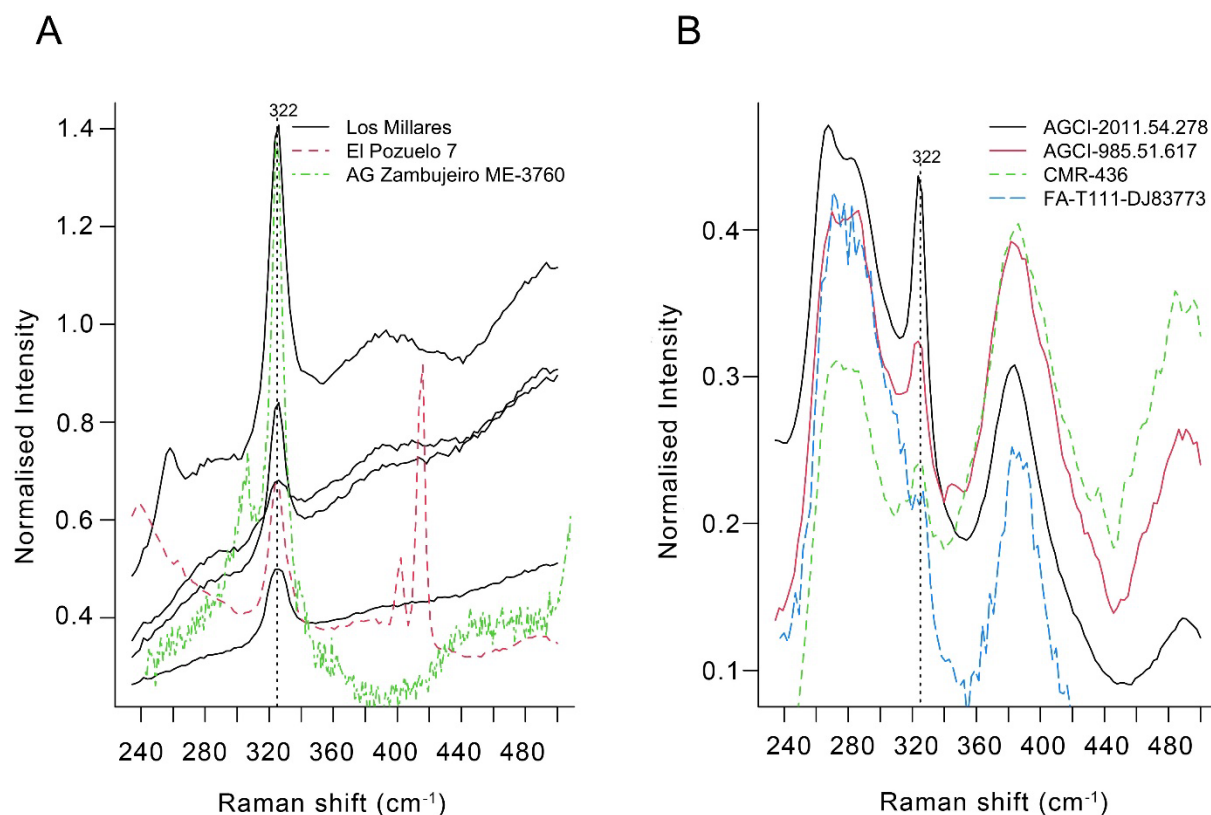 A
322
Los Millares
El Pozuelo 7
AG Zambujeiro ME-3760
1.4
1.2
1.0
0.8
0.6
0.4
Normalised Intensity
240 280 320 360 400 440 480
Raman shift (cm⁻¹)
B
322
AGCI-2011.54.278
AGCI-985.51.617
CMR-436
FA-T111-DJ83773
0.4
0.3
0.2
0.1
Normalised Intensity
240 280 320 360 400 440 480
Raman shift (cm⁻¹)